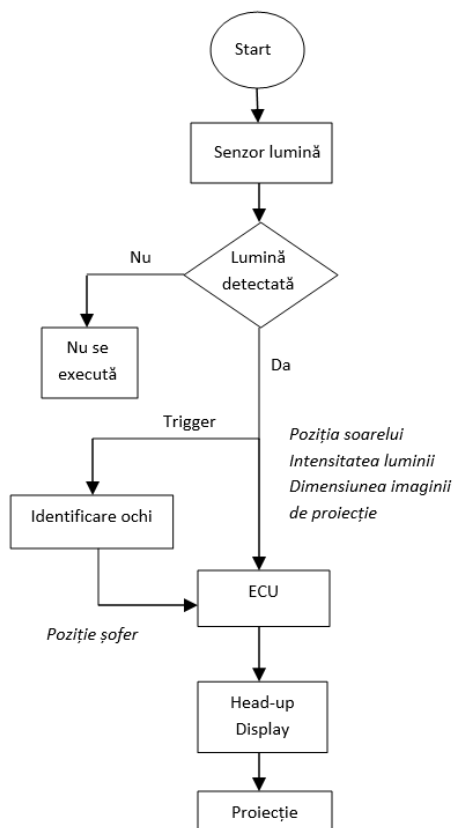 Start
Senzor lumină
Lumină
detectată
Nu
Nu se
execută
Da
Trigger
Poziția soarelui
Intensitatea luminii
Dimensiunea imaginii
de proiecție
Identificare ochi
ECU
Poziție șofer
Head-up
Display
Proiecție